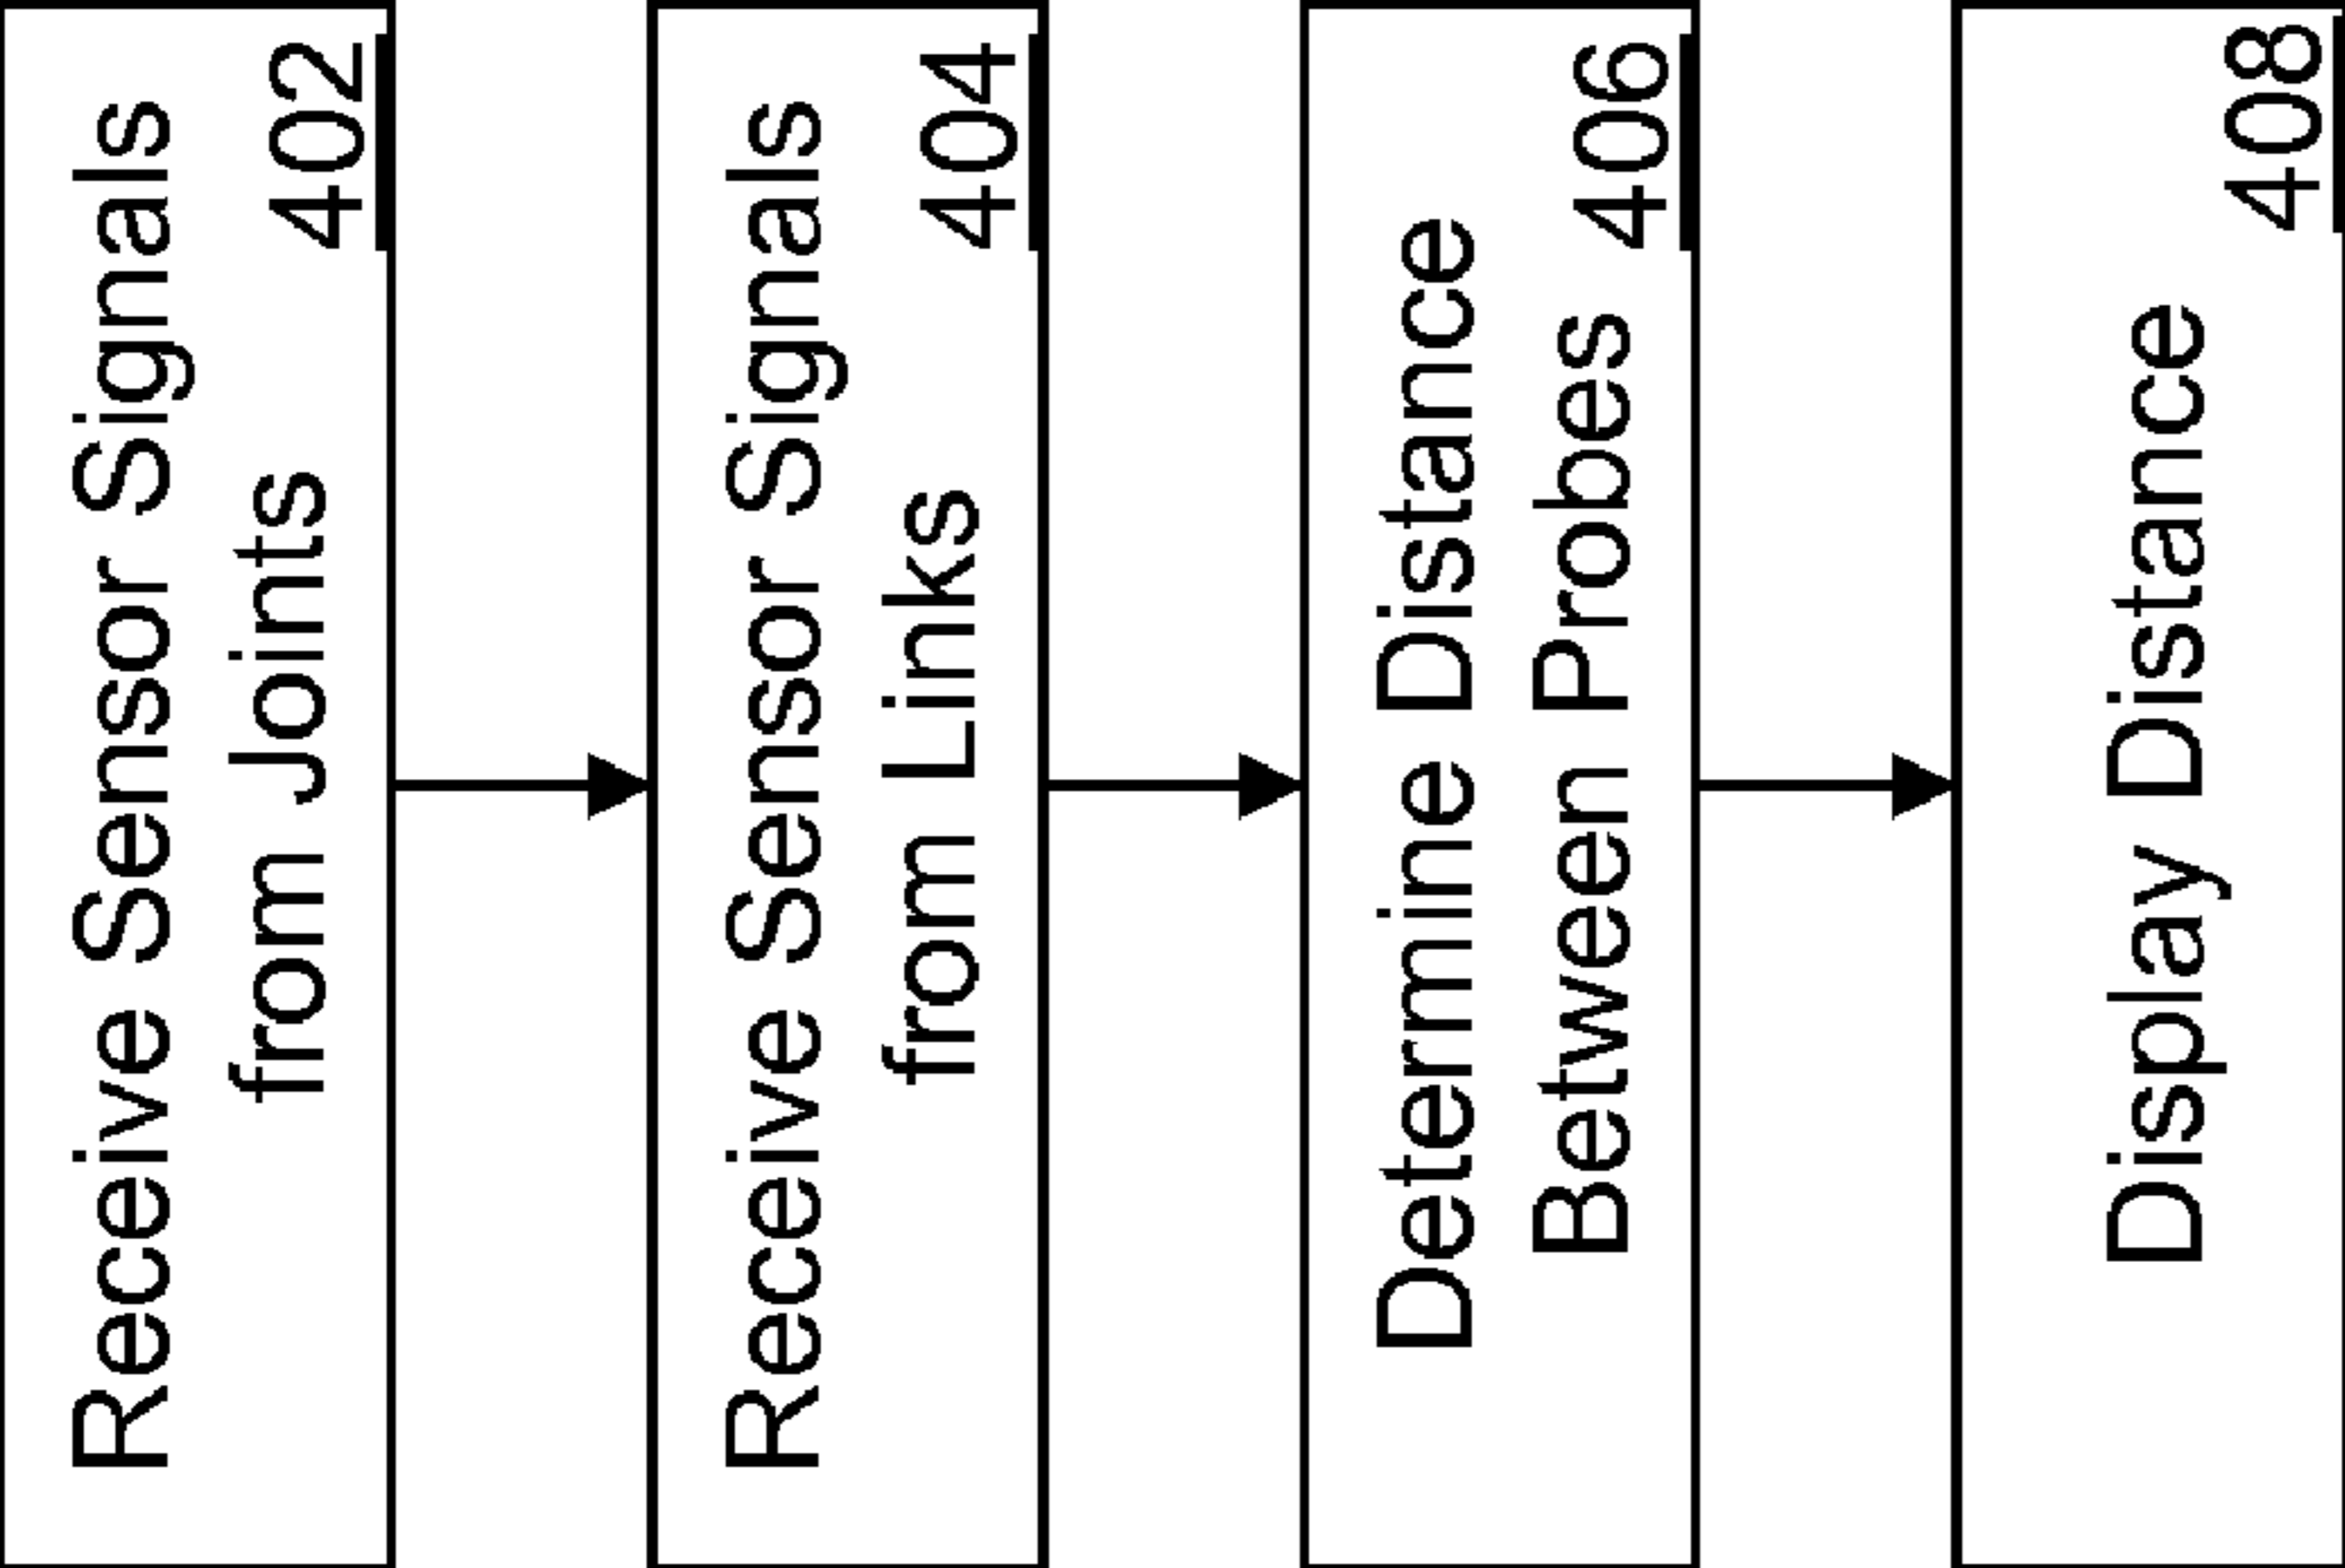 Receive Sensor Signals
from Joints
402
Receive Sensor Signals
from Links
404
Determine Distance
Between Probes
406
Display Distance
408